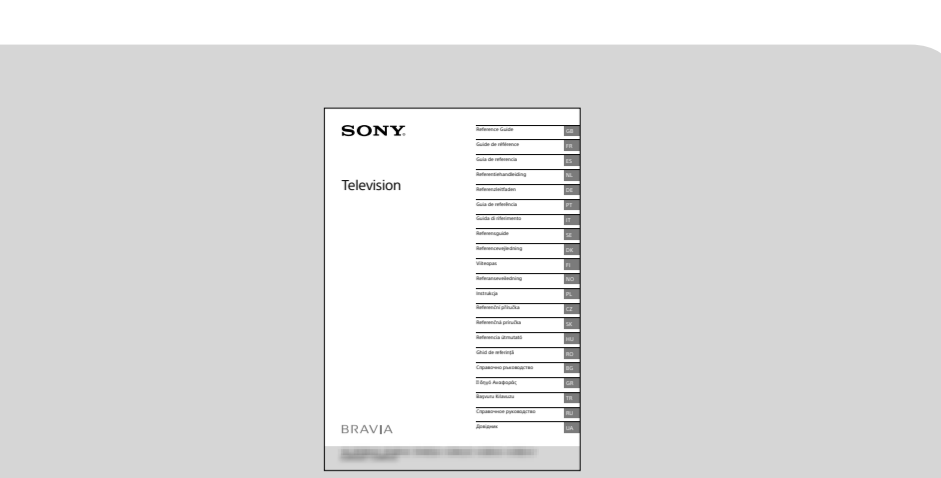 SONY
Television
Reference Guide GB
Guide de référence FR
Guía de referencia ES
Referentiehandleiding NL
Referenzleitfaden DE
Guia de referência PT
Guida di riferimento IT
Referensguide SE
Referencevejledning DK
Viiteopas FI
Referanseveiledning NO
Instrukcja PL
Referenční příručka CZ
Referenčná príručka SK
Referencia útmutató HU
Ghid de referință RO
Справочно ръководство BG
Οδηγό Αναφοράς GR
Başvuru Kılavuzu TR
Справочное руководство RU
Довідник UA
BRAVIA